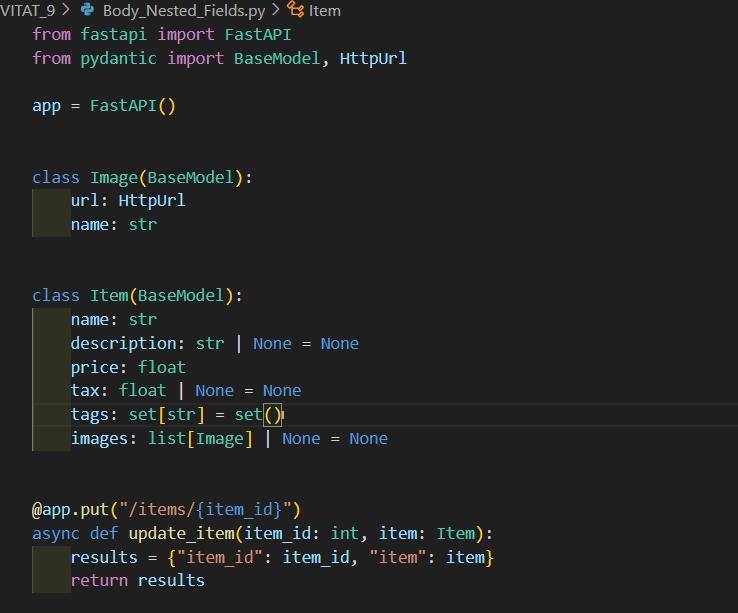 VITAT_9 > Body_Nested_Fields.py > Item
from fastapi import FastAPI
from pydantic import BaseModel, HttpUrl
app = FastAPI()
class Image(BaseModel):
url: HttpUrl
name: str
class Item(BaseModel):
name: str
description: str | None = None
price: float
tax: float | None = None
tags: set[str] = set()
images: list[Image] | None = None
@app.put("/items/{item_id}")
async def update_item(item_id: int, item: Item):
results = {"item_id": item_id, "item": item}
return results